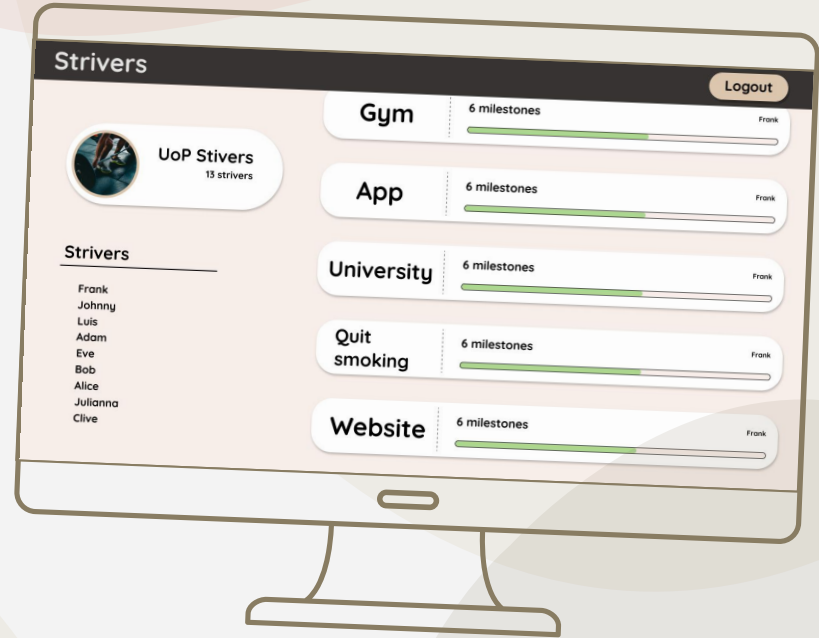 Strivers
Logout
UoP Stivers
13 strivers
Strivers
Frank
Johnny
Luis
Adam
Eve
Bob
Alice
Julianna
Clive
Gym
6 milestones
Frank
App
6 milestones
Frank
University
6 milestones
Frank
Quit
smoking
6 milestones
Frank
Website
6 milestones
Frank